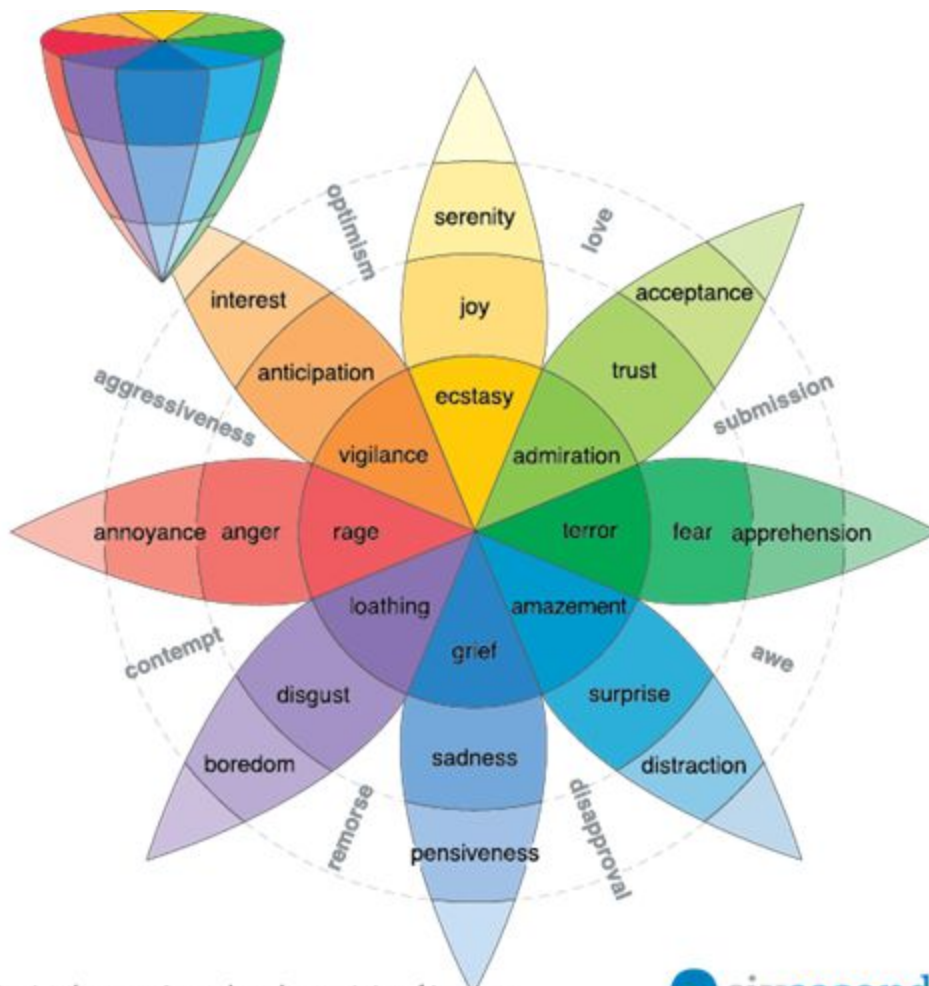 optimism
serenity
love
interest
joy
acceptance
anticipation
trust
aggressiveness
ecstasy
submission
vigilance
admiration
annoyance
anger
rage
terror
fear
apprehension
loathing
amazement
contempt
grief
awe
disgust
surprise
boredom
sadness
distraction
remorse
disapproval
pensiveness